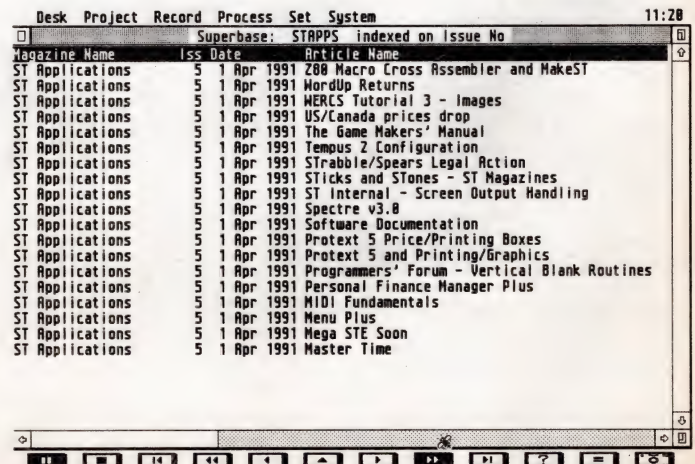 Desk Project Record Process Set System 11:28
Superbase: STAPPS indexed on Issue No
Magazine Name Iss Date Article Name
ST Applications 5 1 Apr 1991 Z80 Macro Cross Assembler and MakeST
ST Applications 5 1 Apr 1991 WordUp Returns
ST Applications 5 1 Apr 1991 WERCS Tutorial 3 - Images
ST Applications 5 1 Apr 1991 US/Canada prices drop
ST Applications 5 1 Apr 1991 The Game Makers' Manual
ST Applications 5 1 Apr 1991 Tempus 2 Configuration
ST Applications 5 1 Apr 1991 STrabble/Spears Legal Action
ST Applications 5 1 Apr 1991 STicks and STones - ST Magazines
ST Applications 5 1 Apr 1991 ST Internal - Screen Output Handling
ST Applications 5 1 Apr 1991 Spectre v3.0
ST Applications 5 1 Apr 1991 Software Documentation
ST Applications 5 1 Apr 1991 Protext 5 Price/Printing Boxes
ST Applications 5 1 Apr 1991 Protext 5 and Printing/Graphics
ST Applications 5 1 Apr 1991 Programmers' Forum - Vertical Blank Routines
ST Applications 5 1 Apr 1991 Personal Finance Manager Plus
ST Applications 5 1 Apr 1991 MIDI Fundamentals
ST Applications 5 1 Apr 1991 Menu Plus
ST Applications 5 1 Apr 1991 Mega STE Soon
ST Applications 5 1 Apr 1991 Master Time
? =